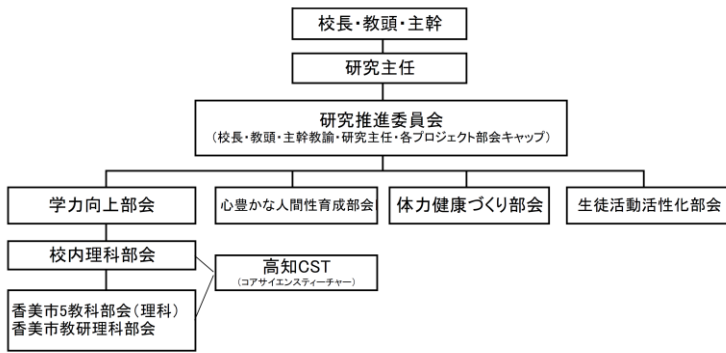 校長・教頭・主幹
研究主任
研究推進委員会
(校長・教頭・主幹教諭・研究主任・各プロジェクト部会キャップ)
学力向上部会
心豊かな人間性育成部会
体力健康づくり部会
生徒活動活性化部会
校内理科部会
高知CST
(コアサイエンスティーチャー)
香美市5教科部会(理科)
香美市教研理科部会